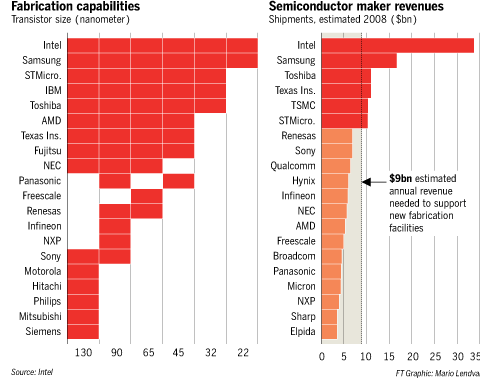 Fabrication capabilities
Transistor size (nanometer)
Intel
Samsung
STMicro.
IBM
Toshiba
AMD
Texas Ins.
Fujitsu
NEC
Panasonic
Freescale
Renesas
Infineon
NXP
Sony
Motorola
Hitachi
Philips
Mitsubishi
Siemens
130 90 65 45 32 22
Source: Intel
Semiconductor maker revenues
Shipments, estimated 2008 ($bn)
Intel
Samsung
Toshiba
Texas Ins.
TSMC
STMicro.
Renesas
Sony
Qualcomm
Hynix
Infineon
NEC
AMD
Freescale
Broadcom
Panasonic
Micron
NXP
Sharp
Elpida
$9bn estimated
annual revenue
needed to support
new fabrication
facilities
0 5 10 15 20 25 30 35
FT Graphic: Mario Lendva